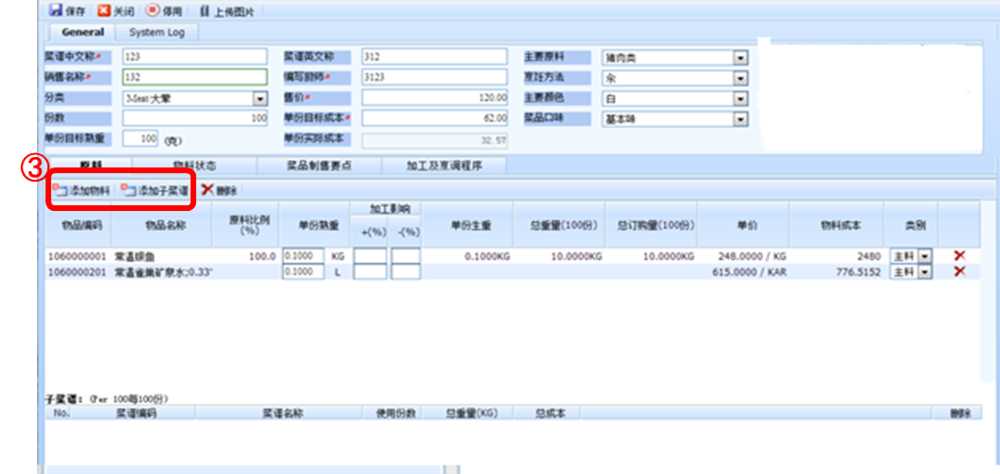 保存 关闭 停用 上传图片
General System Log
菜谱中文称* 123 菜谱英文称 312 主要原料 猪肉类
销售名称* 132 编写厨师* 3123 烹饪方法 汆
分类 Meat 大荤 售价* 120.00 主要颜色 白
份数 100 单份目标成本* 62.00 菜品口味 基本味
单份目标熟重 100 (克) 单份实际成本 32.57
③ 原料 物料状态 菜品制售要点 加工及烹调程序
添加物料 添加子菜谱 删除
物品编码 物品名称 原料比例(%) 单份熟重 加工影响 +(%) -(%) 单份生重 总重量(100份) 总订购量(100份) 单价 物料成本 类别
1060000001 常温 鱼 100.0 0.1000 KG 0.1000KG 10.0000KG 10.0000KG 248.0000 / KG 2480 主料
1060000201 常温雀巢矿泉水;0.33' 0.1000 L 615.0000 / KAR 776.5152 主料
子菜谱: (Per 100每100份)
No. 菜谱编码 菜谱名称 使用份数 总重量(KG) 总成本 删除